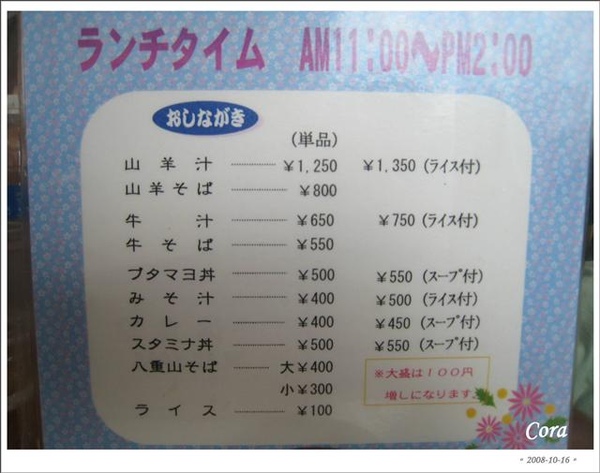 ランチタイム AM11:00〜PM2:00
おしながき
(単品)
山羊汁 ………… ¥1,250 ¥1,350 (ライス付)
山羊そば ………… ¥800
牛汁 ………… ¥650 ¥750 (ライス付)
牛そば ………… ¥550
ブタマヨ丼 ………… ¥500 ¥550 (スープ付)
みそ汁 ………… ¥400 ¥500 (ライス付)
カレー ………… ¥400 ¥450 (スープ付)
スタミナ丼 ………… ¥500 ¥550 (スープ付)
八重山そば ………… 大 ¥400
小 ¥300
ライス ………… ¥100
※大盛は100円
増しになります。
Cora
2008-10-16